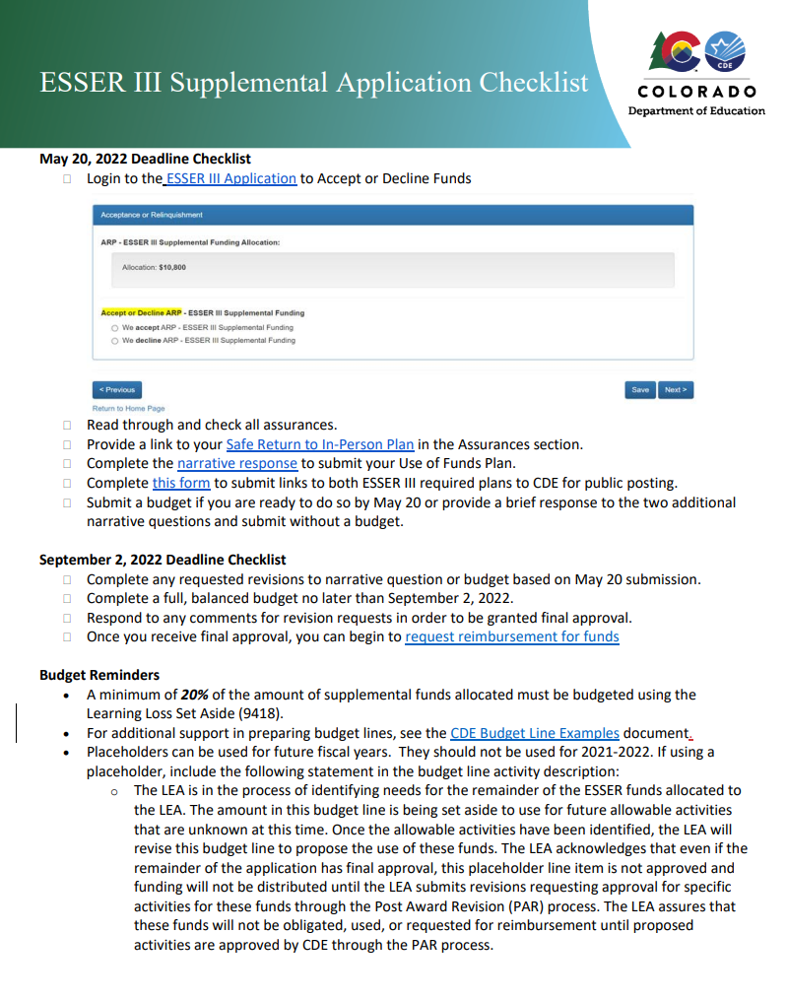 ESSER III Supplemental Application Checklist
CDE
COLORADO
Department of Education
May 20, 2022 Deadline Checklist
Login to the ESSER III Application to Accept or Decline Funds
Acceptance or Relinquishment
ARP - ESSER III Supplemental Funding Allocation:
Allocation: $10,800
Accept or Decline ARP - ESSER III Supplemental Funding
We accept ARP - ESSER III Supplemental Funding
We decline ARP - ESSER III Supplemental Funding
< Previous
Save
Next >
Return to Home Page
Read through and check all assurances.
Provide a link to your Safe Return to In-Person Plan in the Assurances section.
Complete the narrative response to submit your Use of Funds Plan.
Complete this form to submit links to both ESSER III required plans to CDE for public posting.
Submit a budget if you are ready to do so by May 20 or provide a brief response to the two additional
narrative questions and submit without a budget.
September 2, 2022 Deadline Checklist
Complete any requested revisions to narrative question or budget based on May 20 submission.
Complete a full, balanced budget no later than September 2, 2022.
Respond to any comments for revision requests in order to be granted final approval.
Once you receive final approval, you can begin to request reimbursement for funds
Budget Reminders
• A minimum of 20% of the amount of supplemental funds allocated must be budgeted using the
Learning Loss Set Aside (9418).
• For additional support in preparing budget lines, see the CDE Budget Line Examples document.
• Placeholders can be used for future fiscal years. They should not be used for 2021-2022. If using a
placeholder, include the following statement in the budget line activity description:
o The LEA is in the process of identifying needs for the remainder of the ESSER funds allocated to
the LEA. The amount in this budget line is being set aside to use for future allowable activities
that are unknown at this time. Once the allowable activities have been identified, the LEA will
revise this budget line to propose the use of these funds. The LEA acknowledges that even if the
remainder of the application has final approval, this placeholder line item is not approved and
funding will not be distributed until the LEA submits revisions requesting approval for specific
activities for these funds through the Post Award Revision (PAR) process. The LEA assures that
these funds will not be obligated, used, or requested for reimbursement until proposed
activities are approved by CDE through the PAR process.